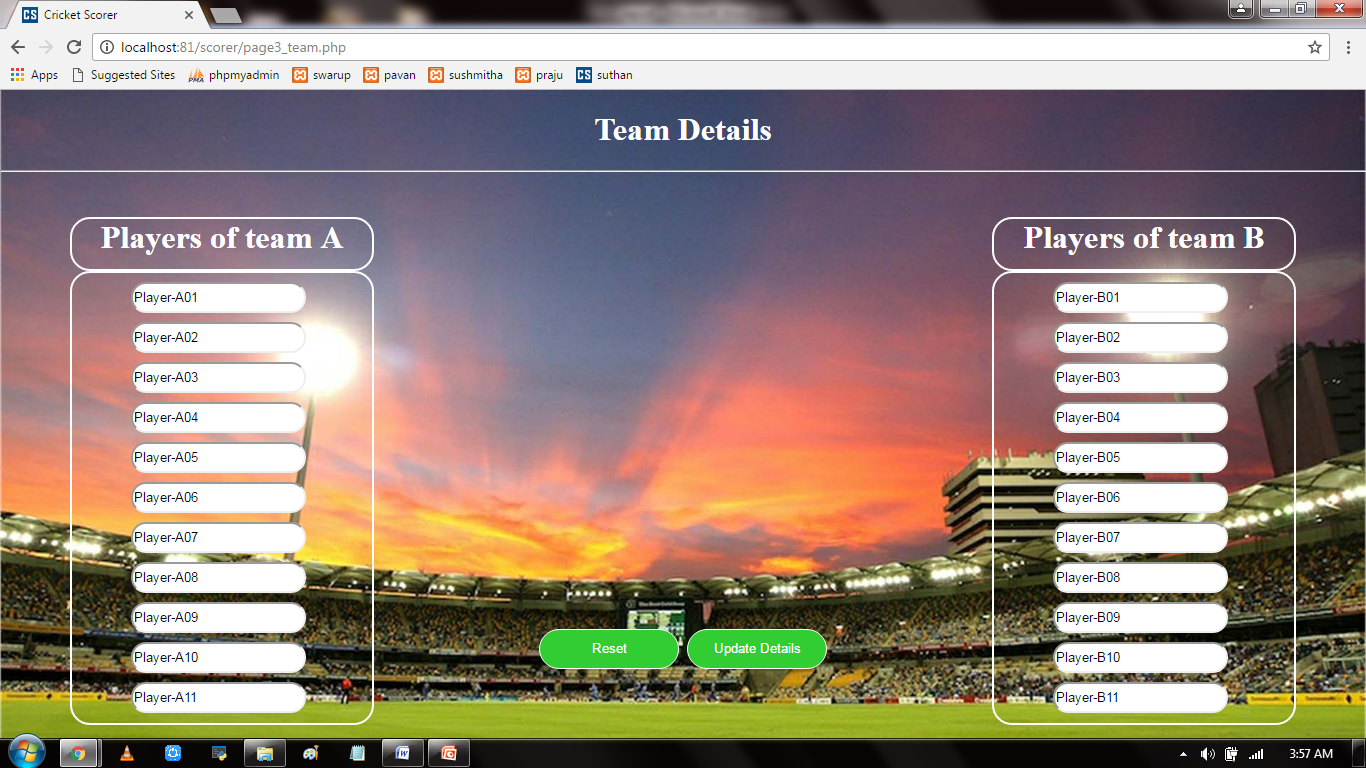 CS Cricket Scorer
localhost:81/scorer/page3_team.php
Apps Suggested Sites PMA phpmyadmin swarup pavan sushmitha praju CS suthan
Team Details
Players of team A
Player-A01
Player-A02
Player-A03
Player-A04
Player-A05
Player-A06
Player-A07
Player-A08
Player-A09
Player-A10
Player-A11
Players of team B
Player-B01
Player-B02
Player-B03
Player-B04
Player-B05
Player-B06
Player-B07
Player-B08
Player-B09
Player-B10
Player-B11
Reset Update Details
3:57 AM